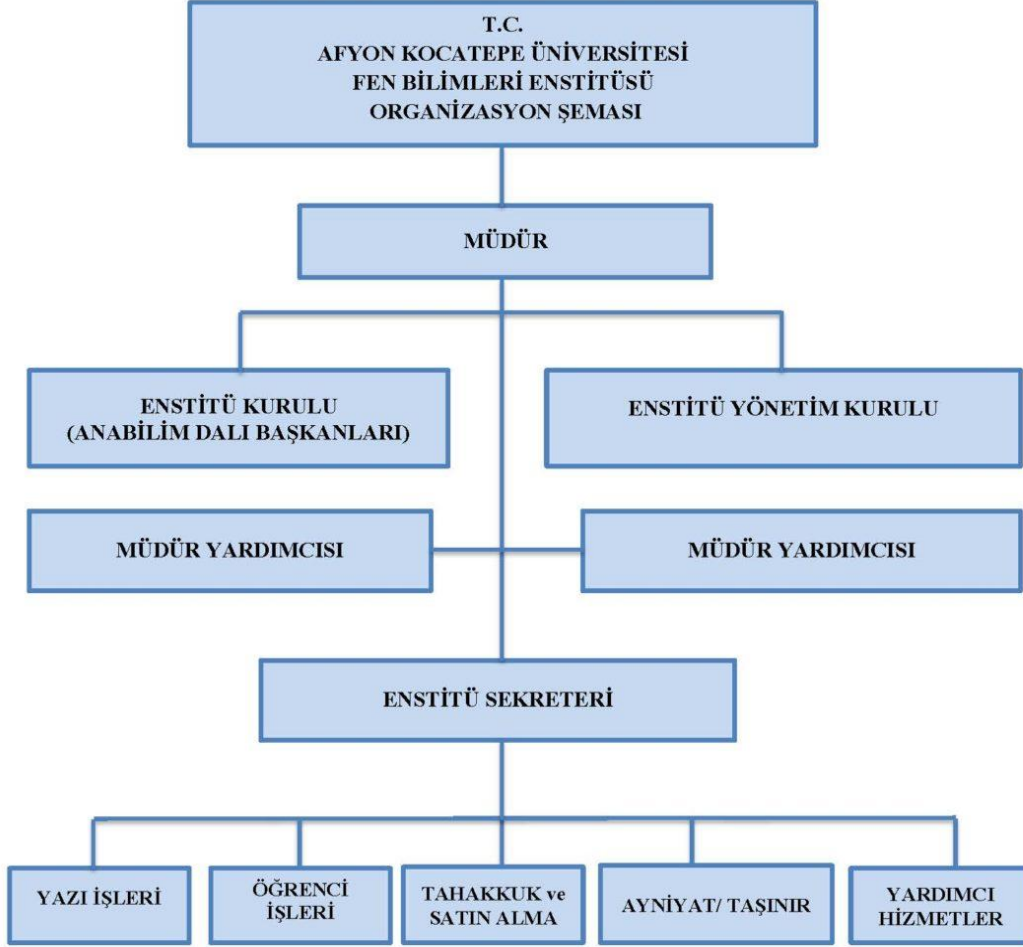 T.C.
AFYON KOCATEPE ÜNİVERSİTESİ
FEN BİLİMLERİ ENSTİTÜSÜ
ORGANİZASYON ŞEMASI
MÜDÜR
ENSTİTÜ KURULU
(ANABİLİM DALI BAŞKANLARI)
ENSTİTÜ YÖNETİM KURULU
MÜDÜR YARDIMCISI
MÜDÜR YARDIMCISI
ENSTİTÜ SEKRETERİ
YAZI İŞLERİ
ÖĞRENCİ
İŞLERİ
TAHAKKUK ve
SATIN ALMA
AYNİYAT/ TAŞINIR
YARDIMCI
HİZMETLER